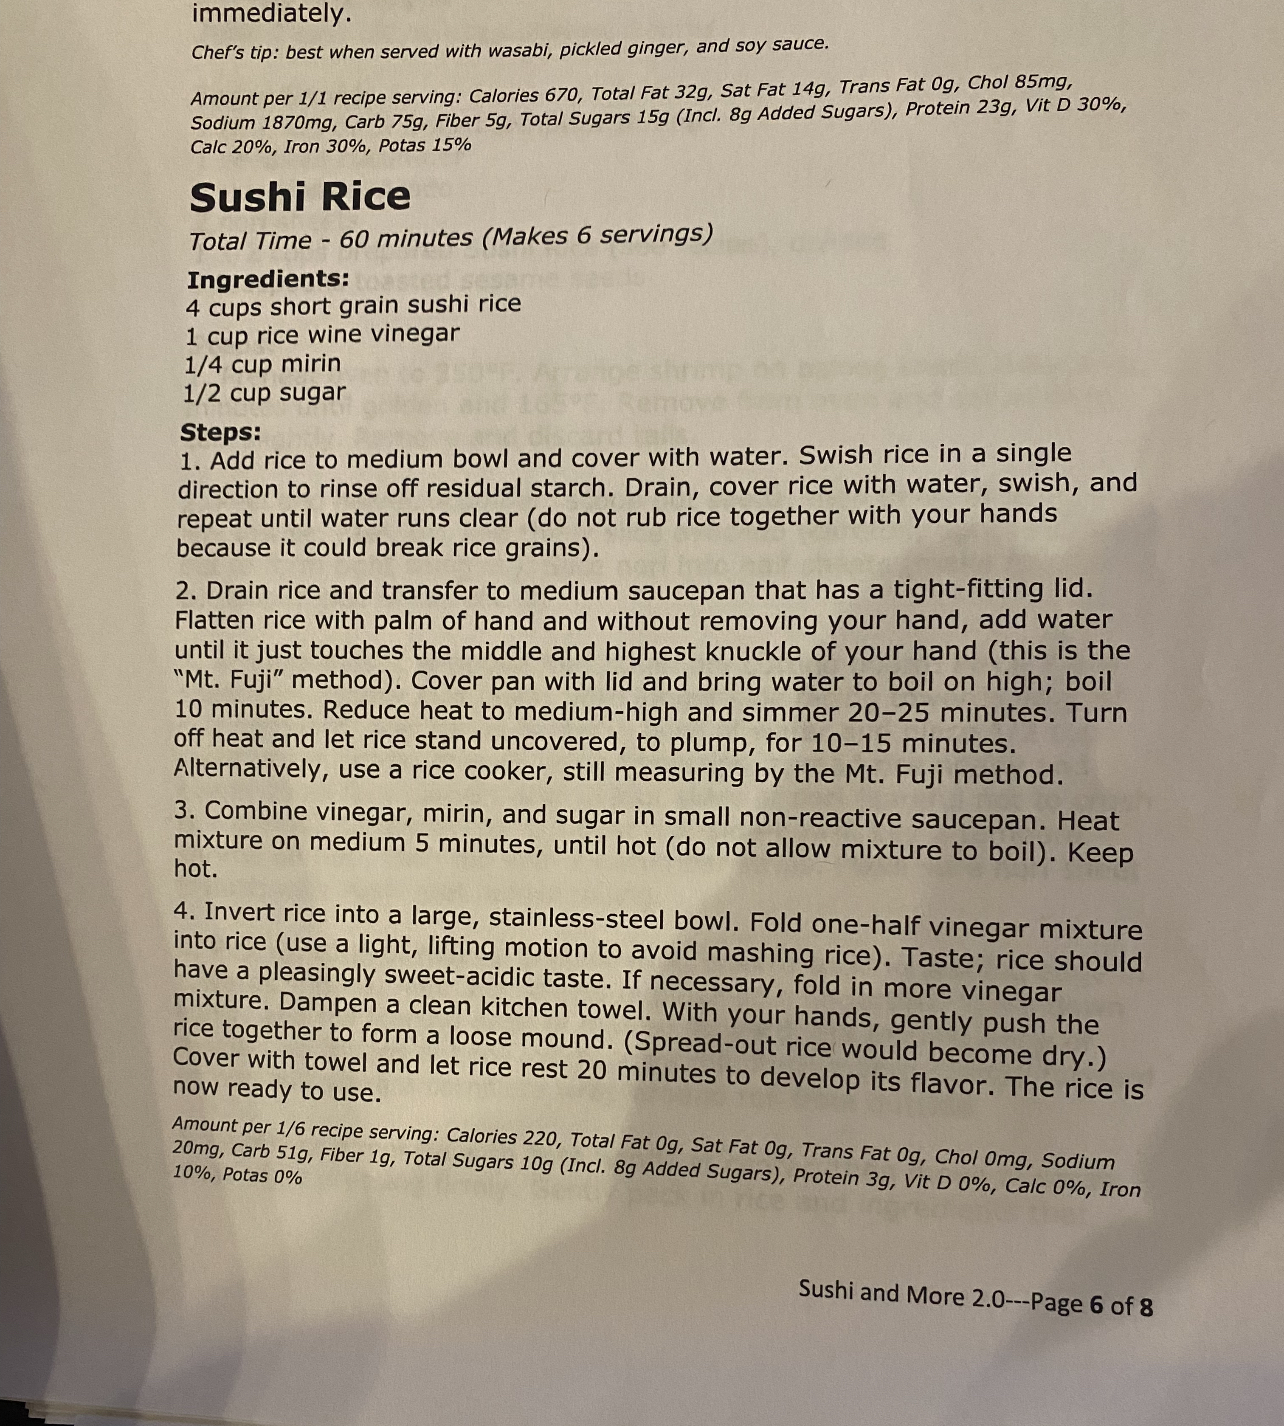 immediately.
Chef's tip: best when served with wasabi, pickled ginger, and soy sauce.
Amount per 1/1 recipe serving: Calories 670, Total Fat 32g, Sat Fat 14g, Trans Fat 0g, Chol 85mg,
Sodium 1870mg, Carb 75g, Fiber 5g, Total Sugars 15g (Incl. 8g Added Sugars), Protein 23g, Vit D 30%,
Calc 20%, Iron 30%, Potas 15%
Sushi Rice
Total Time - 60 minutes (Makes 6 servings)
Ingredients:
4 cups short grain sushi rice
1 cup rice wine vinegar
1/4 cup mirin
1/2 cup sugar
Steps:
1. Add rice to medium bowl and cover with water. Swish rice in a single
direction to rinse off residual starch. Drain, cover rice with water, swish, and
repeat until water runs clear (do not rub rice together with your hands
because it could break rice grains).
2. Drain rice and transfer to medium saucepan that has a tight-fitting lid.
Flatten rice with palm of hand and without removing your hand, add water
until it just touches the middle and highest knuckle of your hand (this is the
“Mt. Fuji” method). Cover pan with lid and bring water to boil on high; boil
10 minutes. Reduce heat to medium-high and simmer 20–25 minutes. Turn
off heat and let rice stand uncovered, to plump, for 10–15 minutes.
Alternatively, use a rice cooker, still measuring by the Mt. Fuji method.
3. Combine vinegar, mirin, and sugar in small non-reactive saucepan. Heat
mixture on medium 5 minutes, until hot (do not allow mixture to boil). Keep
hot.
4. Invert rice into a large, stainless-steel bowl. Fold one-half vinegar mixture
into rice (use a light, lifting motion to avoid mashing rice). Taste; rice should
have a pleasingly sweet-acidic taste. If necessary, fold in more vinegar
mixture. Dampen a clean kitchen towel. With your hands, gently push the
rice together to form a loose mound. (Spread-out rice would become dry.)
Cover with towel and let rice rest 20 minutes to develop its flavor. The rice is
now ready to use.
Amount per 1/6 recipe serving: Calories 220, Total Fat 0g, Sat Fat 0g, Trans Fat 0g, Chol 0mg, Sodium
20mg, Carb 51g, Fiber 1g, Total Sugars 10g (Incl. 8g Added Sugars), Protein 3g, Vit D 0%, Calc 0%, Iron
10%, Potas 0%
Sushi and More 2.0---Page 6 of 8